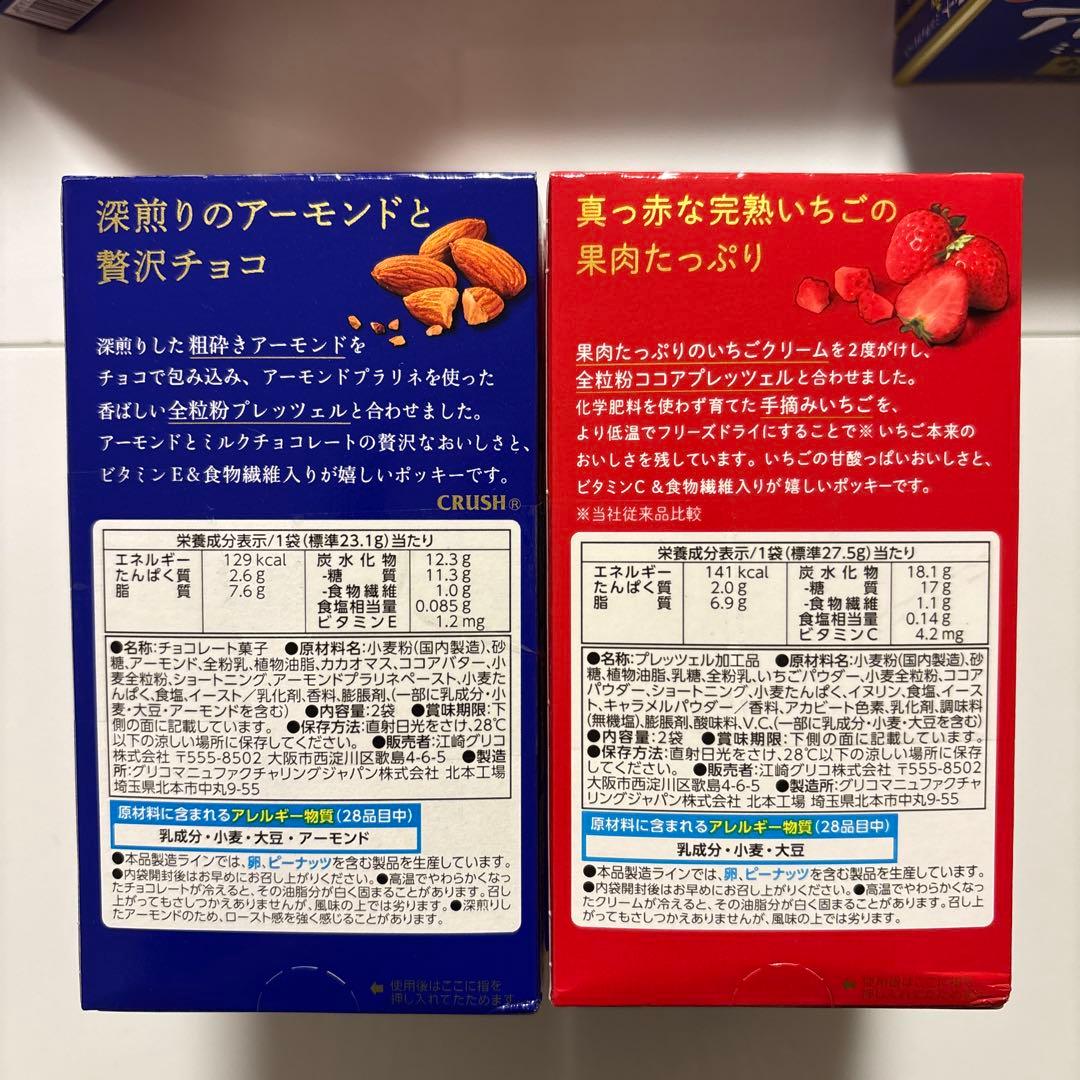 深煎りのアーモンドと
贅沢チョコ
深煎りした粗砕きアーモンドを
チョコで包み込み、アーモンドプラリネを使った
香ばしい全粒粉プレッツェルと合わせました。
アーモンドとミルクチョコレートの贅沢なおいしさと、
ビタミンE&食物繊維入りが嬉しいポッキーです。
CRUSH®
栄養成分表示/1袋(標準23.1g)当たり
エネルギー 129kcal 炭水化物 12.3g
たんぱく質 2.6g -糖質 11.3g
脂質 7.6g -食物繊維 1.0g
食塩相当量 0.085g
ビタミンE 1.2mg
●名称:チョコレート菓子 ●原材料名:小麦粉(国内製造)、砂
糖、アーモンド、全粉乳、植物油脂、カカオマス、ココアバター、小
麦全粒粉、ショートニング、アーモンドプラリネペースト、小麦た
んぱく、食塩、イースト/乳化剤、香料、膨脹剤、(一部に乳成分・小
麦・大豆・アーモンドを含む) ●内容量:2袋 ●賞味期限:下
側の面に記載しています。 ●保存方法:直射日光をさけ、28℃
以下の涼しい場所に保存してください。 ●販売者:江崎グリコ
株式会社 〒555-8502 大阪市西淀川区歌島4-6-5 ●製造
所:グリコマニュファクチャリングジャパン株式会社 北本工場
埼玉県北本市中丸9-55
原材料に含まれるアレルギー物質(28品目中)
乳成分・小麦・大豆・アーモンド
●本品製造ラインでは、卵、ピーナッツを含む製品を生産しています。
●内袋開封後はお早めにお召し上がりください。●高温でやわらかくなっ
たチョコレートが冷えると、その油脂分が白く固まることがあります。召し
上がってもさしつかえありませんが、風味の上では劣ります。●深煎りし
たアーモンドのため、ロースト感を強く感じることがあります。
使用後はここに指を
押し入れてたためます。
真っ赤な完熟いちごの
果肉たっぷり
果肉たっぷりのいちごクリームを2度がけし、
全粒粉ココアプレッツェルと合わせました。
化学肥料を使わず育てた手摘みいちごを、
より低温でフリーズドライにすることで※いちご本来の
おいしさを残しています。いちごの甘酸っぱいおいしさと、
ビタミンC&食物繊維入りが嬉しいポッキーです。
※当社従来品比較
栄養成分表示/1袋(標準27.5g)当たり
エネルギー 141kcal 炭水化物 18.1g
たんぱく質 2.0g -糖質 17g
脂質 6.9g -食物繊維 1.1g
食塩相当量 0.14g
ビタミンC 4.2mg
●名称:プレッツェル加工品 ●原材料名:小麦粉(国内製造)、砂
糖、植物油脂、乳糖、全粉乳、いちごパウダー、小麦全粒粉、ココア
パウダー、ショートニング、小麦たんぱく、イヌリン、食塩、イース
ト、キャラメルパウダー/香料、アカビート色素、乳化剤、調味料
(無機塩)、膨脹剤、酸味料、V.C、(一部に乳成分・小麦・大豆を含む)
●内容量:2袋 ●賞味期限:下側の面に記載しています。
●保存方法:直射日光をさけ、28℃以下の涼しい場所に保存
してください。 ●販売者:江崎グリコ株式会社 〒555-8502
大阪市西淀川区歌島4-6-5 ●製造所:グリコマニュファクチャ
リングジャパン株式会社 北本工場 埼玉県北本市中丸9-55
原材料に含まれるアレルギー物質(28品目中)
乳成分・小麦・大豆
●本品製造ラインでは、卵、ピーナッツを含む製品を生産しています。
●内袋開封後はお早めにお召し上がりください。●高温でやわらかくなっ
たクリームが冷えると、その油脂分が白く固まることがあります。召し上
がってもさしつかえありませんが、風味の上では劣ります。
使用後はここに指を